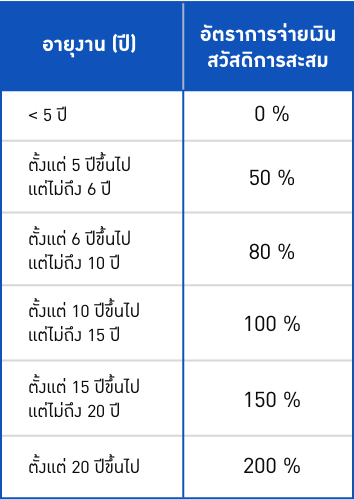 อายุงาน (ปี)
อัตราการจ่ายเงิน
สวัสดิการสะสม
< 5 ปี
0 %
ตั้งแต่ 5 ปีขึ้นไป
แต่ไม่ถึง 6 ปี
50 %
ตั้งแต่ 6 ปีขึ้นไป
แต่ไม่ถึง 10 ปี
80 %
ตั้งแต่ 10 ปีขึ้นไป
แต่ไม่ถึง 15 ปี
100 %
ตั้งแต่ 15 ปีขึ้นไป
แต่ไม่ถึง 20 ปี
150 %
ตั้งแต่ 20 ปีขึ้นไป
200 %